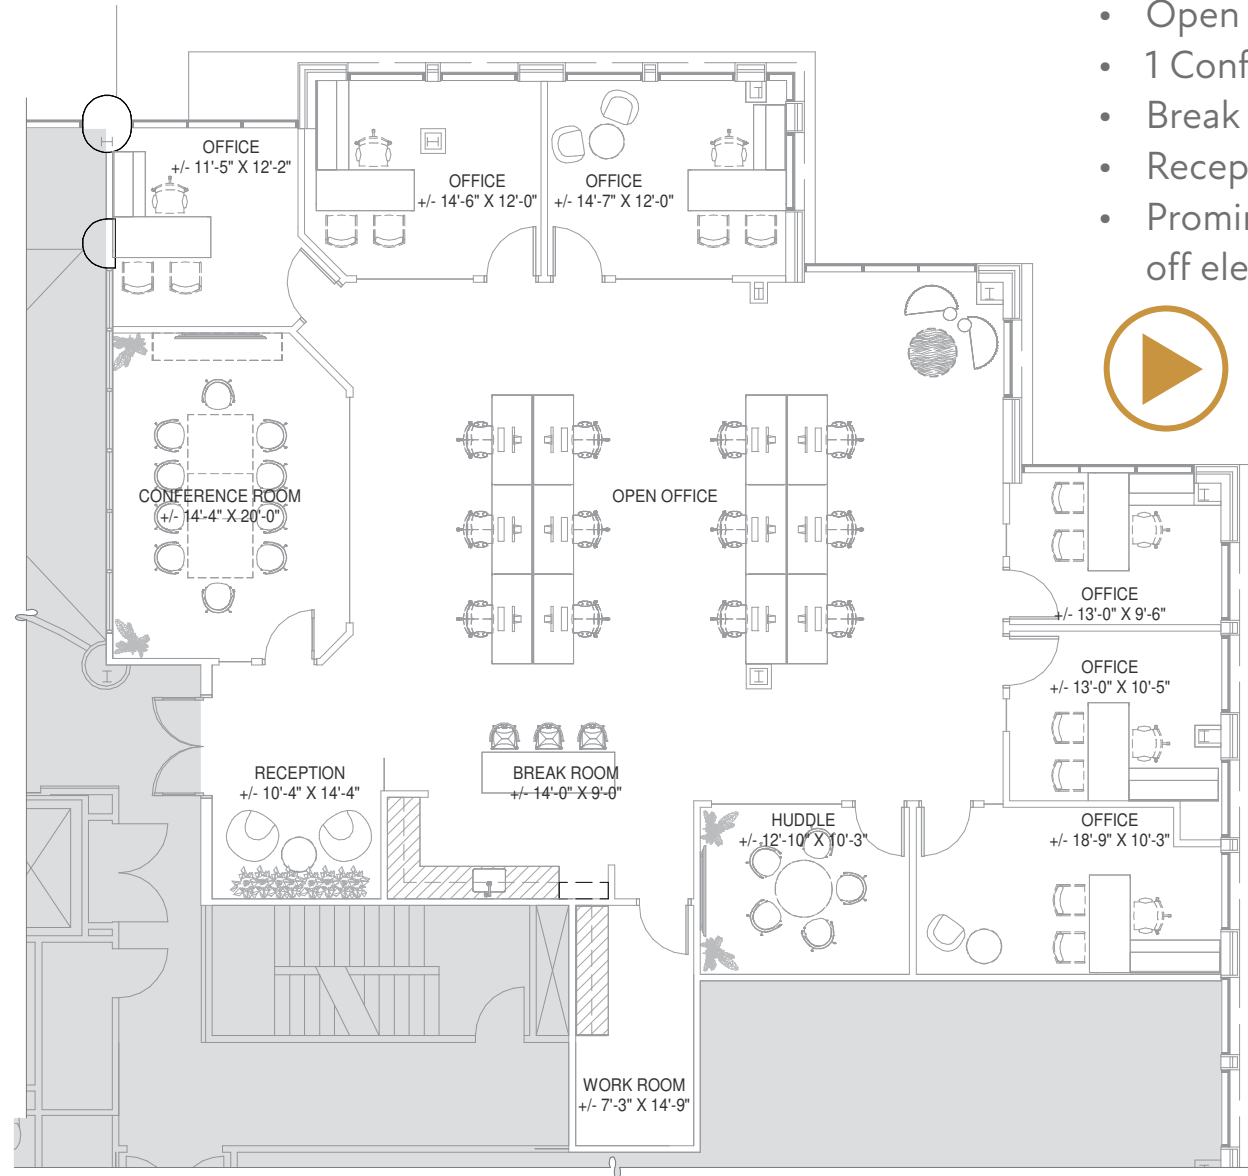 • Open
• 1 Conf
• Break
• Recep
• Promin
off ele
OFFICE
+/- 11'-5" X 12'-2"
OFFICE
+/- 14'-6" X 12'-0"
OFFICE
+/- 14'-7" X 12'-0"
CONFERENCE ROOM
+/- 14'-4" X 20'-0"
OPEN OFFICE
OFFICE
+/- 13'-0" X 9'-6"
OFFICE
+/- 13'-0" X 10'-5"
RECEPTION
+/- 10'-4" X 14'-4"
BREAK ROOM
+/- 14'-0" X 9'-0"
HUDDLE
+/- 12'-10" X 10'-3"
OFFICE
+/- 18'-9" X 10'-3"
WORK ROOM
+/- 7'-3" X 14'-9"